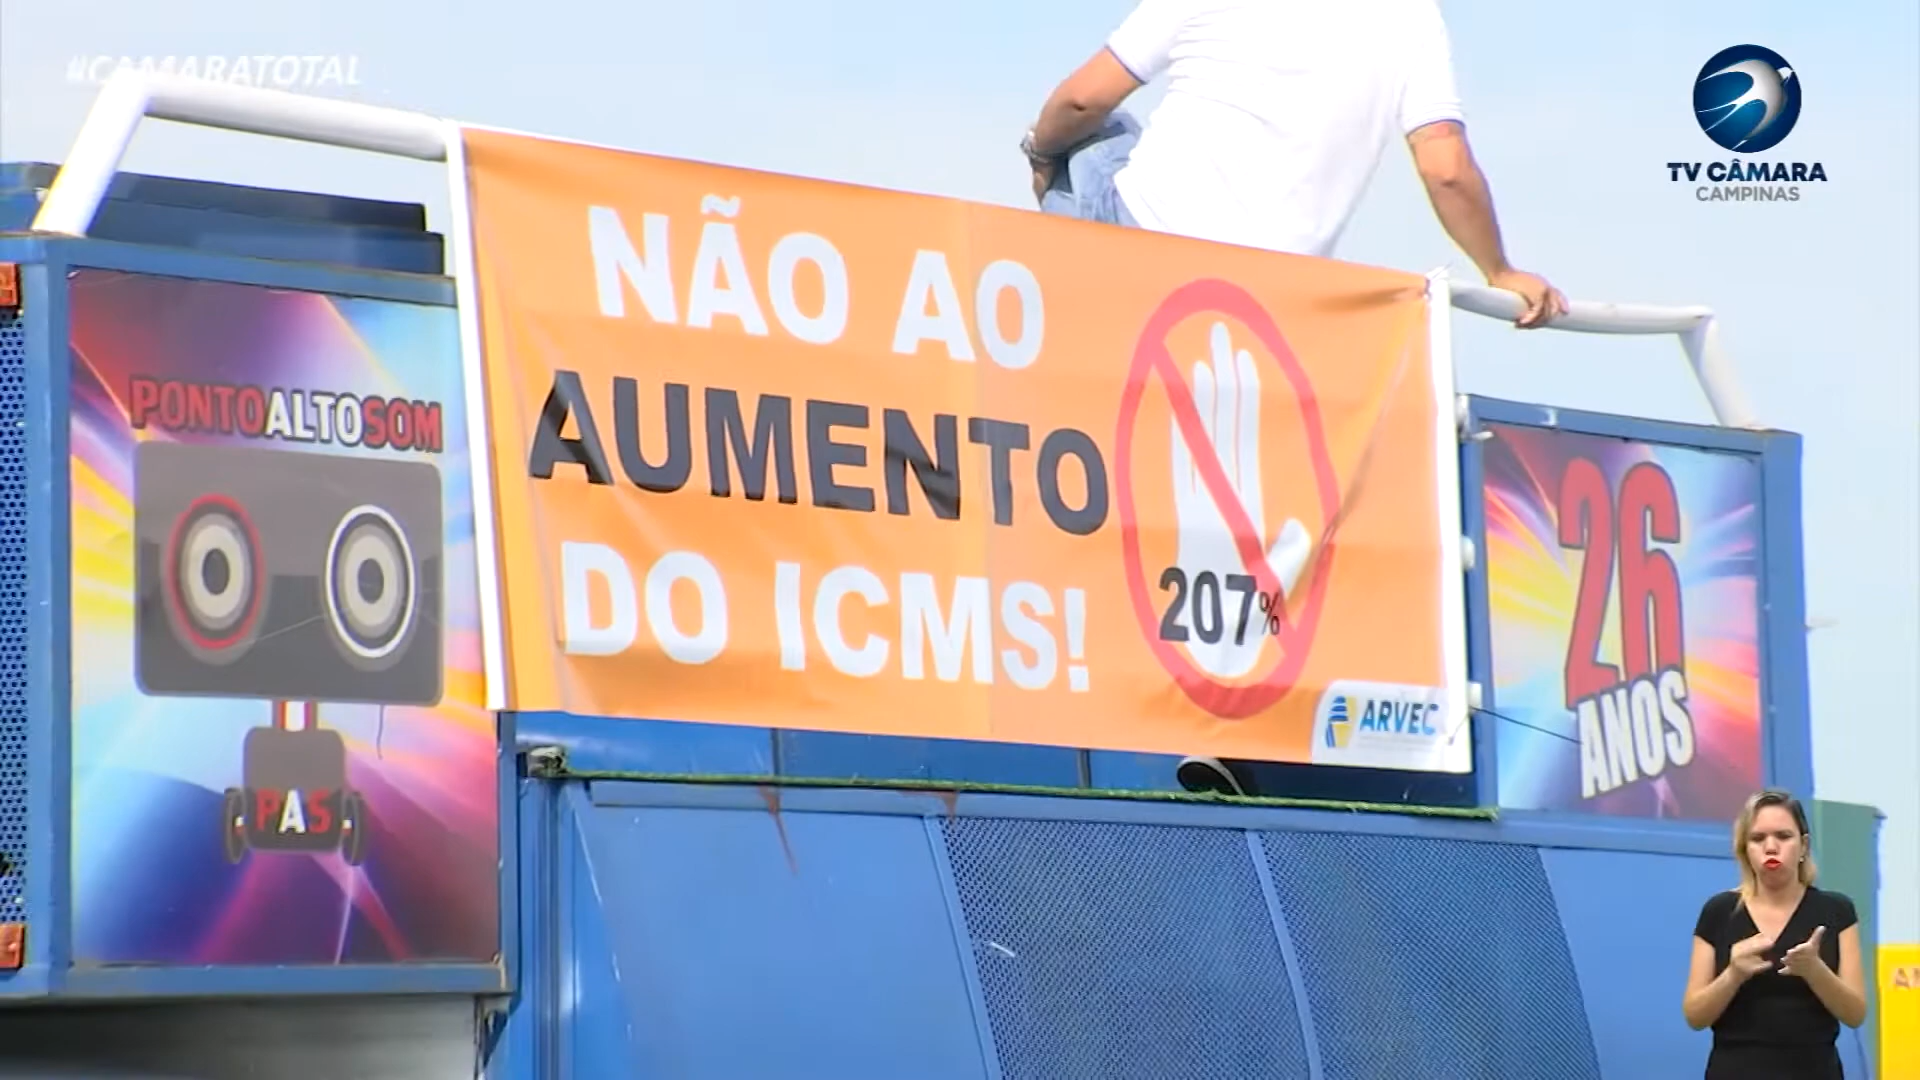 #CAMARATOTAL
TV CÂMARA
CAMPINAS
NÃO AO
AUMENTO
DO ICMS!
207%
ARVEC
PONTOALTOSOM
PAS
26
ANOS